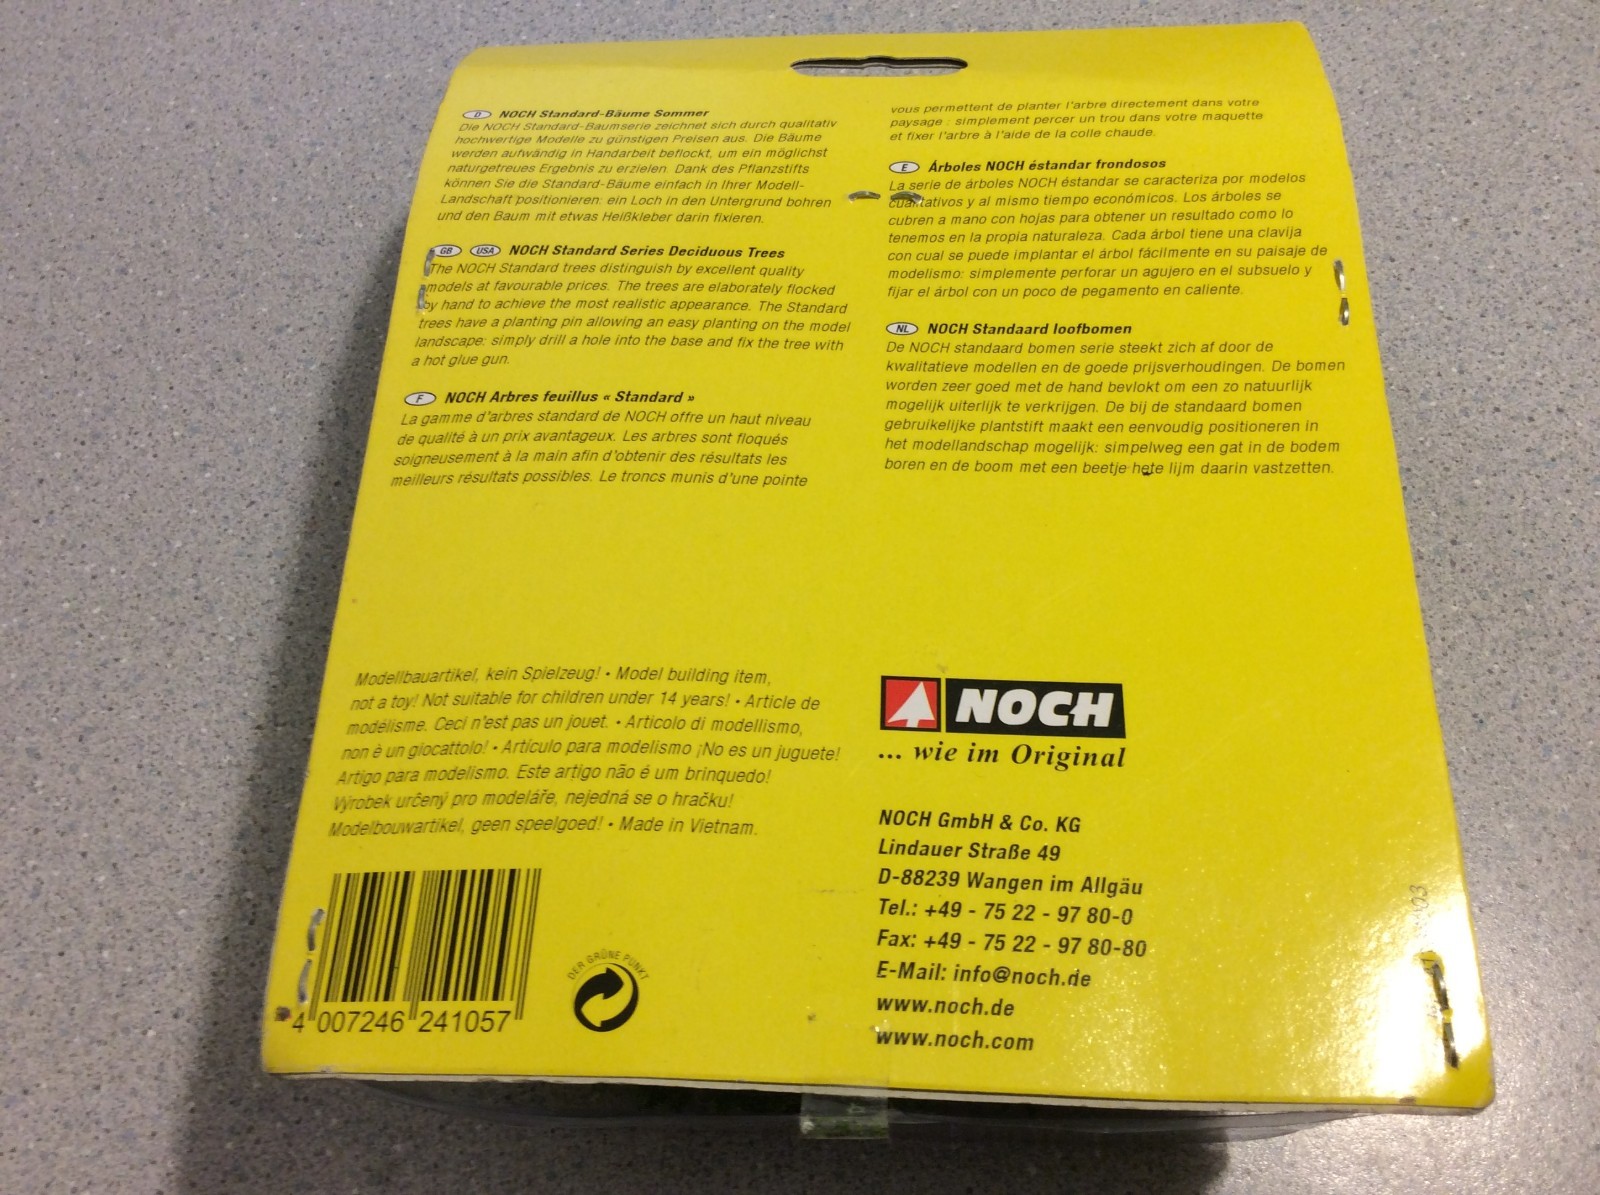 D NOCH Standard-Bäume Sommer
Die NOCH Standard-Baumserie zeichnet sich durch qualitativ
hochwertige Modelle zu günstigen Preisen aus. Die Bäume
werden aufwändig in Handarbeit beflockt, um ein möglichst
naturgetreues Ergebnis zu erzielen. Dank des Pflanzstifts
können Sie die Standard-Bäume einfach in Ihrer Modell-
Landschaft positionieren: ein Loch in den Untergrund bohren
und den Baum mit etwas Heißkleber darin fixieren.
GB USA NOCH Standard Series Deciduous Trees
The NOCH Standard trees distinguish by excellent quality
models at favourable prices. The trees are elaborately flocked
by hand to achieve the most realistic appearance. The Standard
trees have a planting pin allowing an easy planting on the model
landscape: simply drill a hole into the base and fix the tree with
a hot glue gun.
F NOCH Arbres feuillus « Standard »
La gamme d'arbres standard de NOCH offre un haut niveau
de qualité à un prix avantageux. Les arbres sont floqués
soigneusement à la main afin d'obtenir des résultats les
meilleurs résultats possibles. Le troncs munis d'une pointe
vous permettent de planter l'arbre directement dans votre
paysage : simplement percer un trou dans votre maquette
et fixer l'arbre à l'aide de la colle chaude.
E Árboles NOCH éstandar frondosos
La serie de árboles NOCH éstandar se caracteriza por modelos
cualitativos y al mismo tiempo económicos. Los árboles se
cubren a mano con hojas para obtener un resultado como lo
tenemos en la propia naturaleza. Cada árbol tiene una clavija
con cual se puede implantar el árbol fácilmente en su paisaje de
modelismo: simplemente perforar un agujero en el subsuelo y
fijar el árbol con un poco de pegamento en caliente.
NL NOCH Standaard loofbomen
De NOCH standaard bomen serie steekt zich af door de
kwalitatieve modellen en de goede prijsverhoudingen. De bomen
worden zeer goed met de hand bevlokt om een zo natuurlijk
mogelijk uiterlijk te verkrijgen. De bij de standaard bomen
gebruikelijke plantstift maakt een eenvoudig positioneren in
het modellandschap mogelijk: simpelweg een gat in de bodem
boren en de boom met een beetje hete lijm daarin vastzetten.
Modellbauartikel, kein Spielzeug! • Model building item,
not a toy! Not suitable for children under 14 years! • Article de
modélisme. Ceci n'est pas un jouet. • Articolo di modellismo,
non è un giocattolo! • Artículo para modelismo ¡No es un juguete!
Artigo para modelismo. Este artigo não é um brinquedo!
Výrobek určený pro modeláře, nejedná se o hračku!
Modelbouwartikel, geen speelgoed! • Made in Vietnam.
4 007246 241057
DER GRÜNE PUNKT
NOCH
... wie im Original
NOCH GmbH & Co. KG
Lindauer Straße 49
D-88239 Wangen im Allgäu
Tel.: +49 - 75 22 - 97 80-0
Fax: +49 - 75 22 - 97 80-80
E-Mail: info@noch.de
www.noch.de
www.noch.com